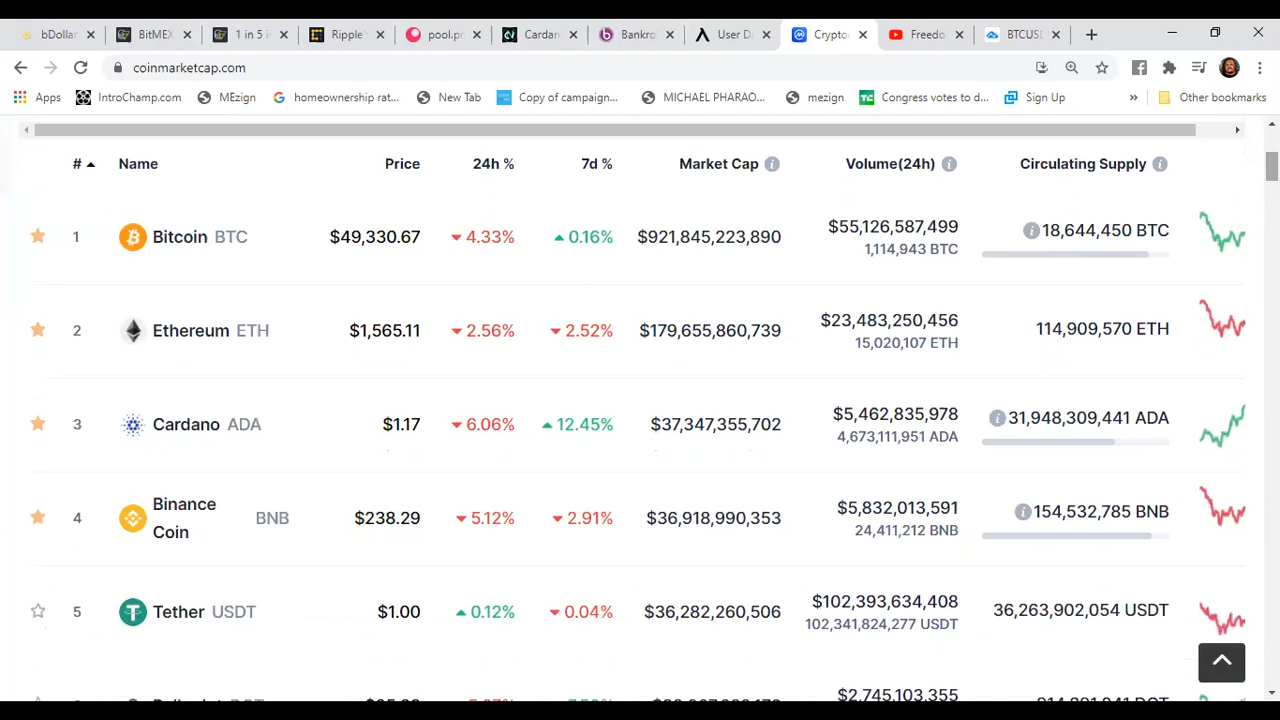 bDollar
BitMEX
1 in 5 i
Ripple
pool.pr
Cardan
Bankro
User Da
Crypto
Freedo
BTCUSD
coinmarketcap.com
Apps
IntroChamp.com
MEzign
homeownership rat...
New Tab
Copy of campaign...
MICHAEL PHARAO...
mezign
Congress votes to d...
Sign Up
»
Other bookmarks
# Name Price 24h % 7d % Market Cap Volume(24h) Circulating Supply
1 Bitcoin BTC $49,330.67 4.33% 0.16% $921,845,223,890 $55,126,587,499 18,644,450 BTC
1,114,943 BTC
2 Ethereum ETH $1,565.11 2.56% 2.52% $179,655,860,739 $23,483,250,456 114,909,570 ETH
15,020,107 ETH
3 Cardano ADA $1.17 6.06% 12.45% $37,347,355,702 $5,462,835,978 31,948,309,441 ADA
4,673,111,951 ADA
4 Binance Coin BNB $238.29 5.12% 2.91% $36,918,990,353 $5,832,013,591 154,532,785 BNB
24,411,212 BNB
5 Tether USDT $1.00 0.12% 0.04% $36,282,260,506 $102,393,634,408 36,263,902,054 USDT
102,341,824,277 USDT
$2,745,103,355